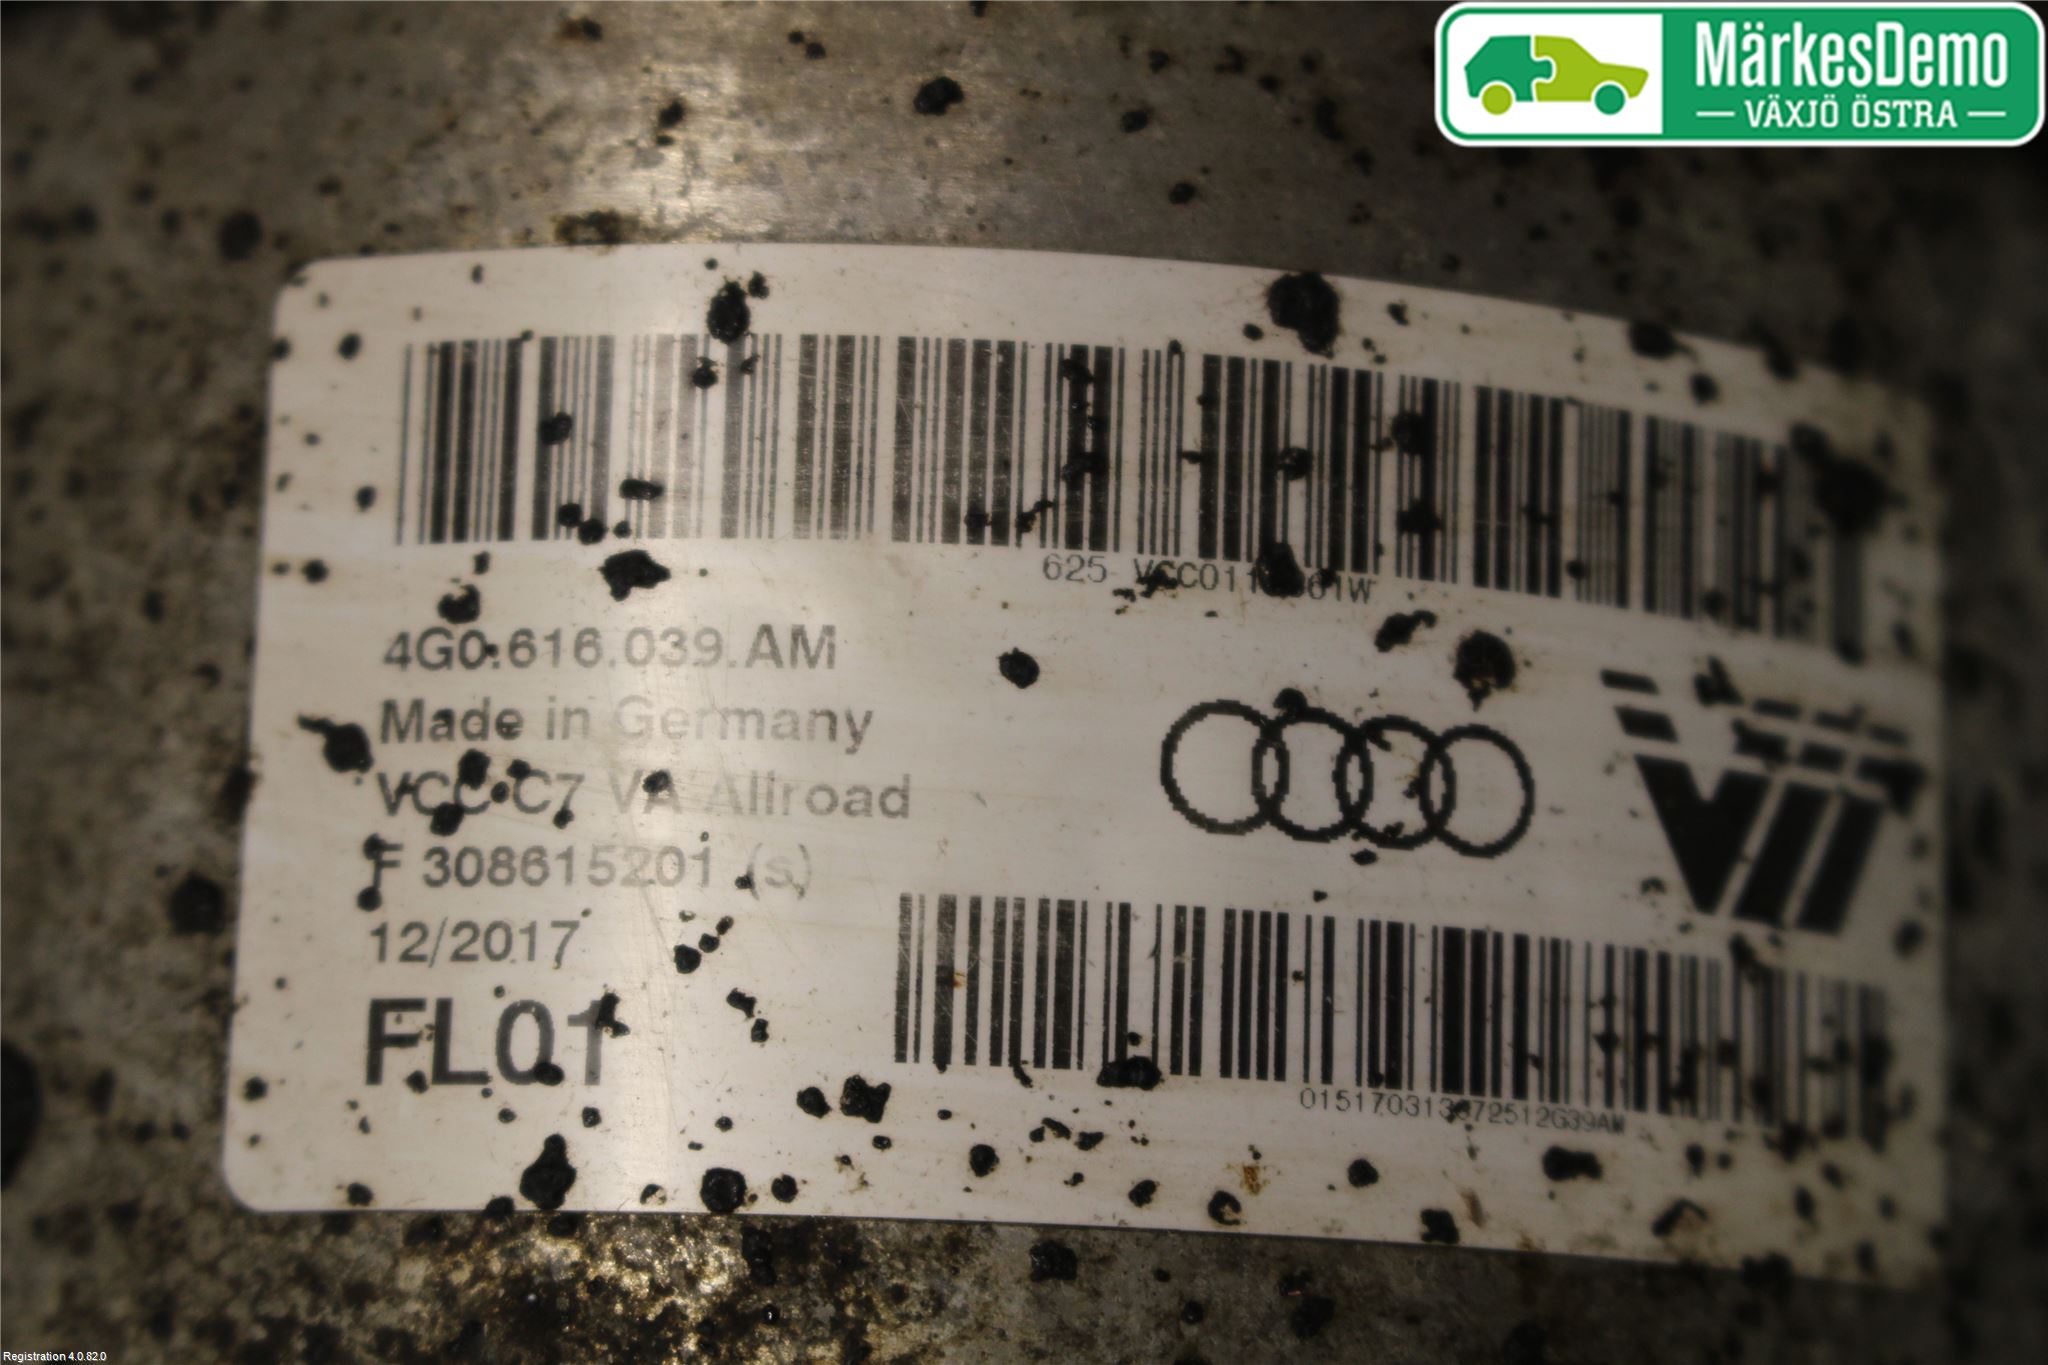 MärkesDemo
VÄXJÖ ÖSTRA
625-
4G0.616.039.AM
Made in Germany
VCC C7 VA Allroad
F 308615201 (s)
12/2017
FL01
Registration 4.0.82.0